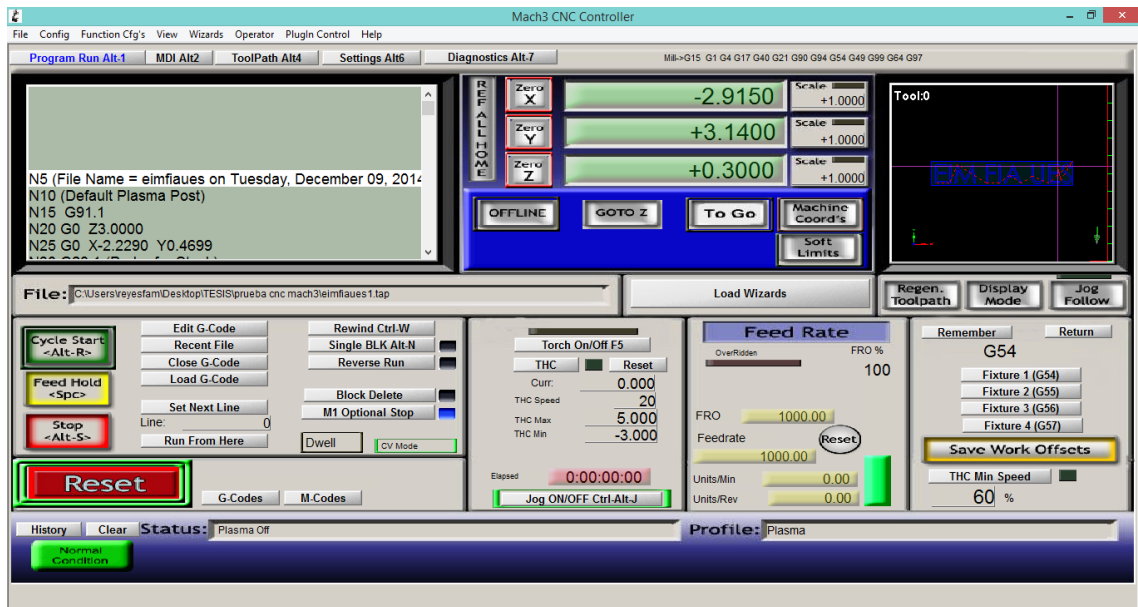 Mach3 CNC Controller
File Config Function Cfg's View Wizards Operator PlugIn Control Help
Program Run Alt-1 MDI Alt2 ToolPath Alt4 Settings Alt6 Diagnostics Alt-7 Mill->G15 G1 G4 G17 G40 G21 G90 G94 G54 G49 G99 G64 G97
N5 (File Name = eimfiaues on Tuesday, December 09, 2014
N10 (Default Plasma Post)
N15 G91.1
N20 G0 Z3.0000
N25 G0 X-2.2290 Y0.4699
REF ALL HOME
Zero X -2.9150 Scale +1.0000
Zero Y +3.1400 Scale +1.0000
Zero Z +0.3000 Scale +1.0000
OFFLINE GOTO Z To Go Machine Coord's
Soft Limits
Tool:0
EIM-FIA-UES
File: C:\Users\reyesfam\Desktop\TESIS\prueba cnc mach3\eimfiaues1.tap
Load Wizards
Regen. Toolpath Display Mode Jog Follow
Cycle Start <Alt-R>
Feed Hold <Spc>
Stop <Alt-S>
Edit G-Code
Recent File
Close G-Code
Load G-Code
Set Next Line
Line: 0
Run From Here
Rewind Ctrl-W
Single BLK Alt-N
Reverse Run
Block Delete
M1 Optional Stop
Dwell CV Mode
Reset
G-Codes M-Codes
Torch On/Off F5
THC Reset
Curr: 0.000
THC Speed 20
THC Max 5.000
THC Min -3.000
Elapsed 0:00:00:00
Jog ON/OFF Ctrl-Alt-J
Feed Rate
OverRidden FRO %
100
FRO 1000.00
Feedrate Reset
1000.00
Units/Min 0.00
Units/Rev 0.00
Remember Return
G54
Fixture 1 (G54)
Fixture 2 (G55)
Fixture 3 (G56)
Fixture 4 (G57)
Save Work Offsets
THC Min Speed
60 %
History Clear Status: Plasma Off
Profile: Plasma
Normal Condition